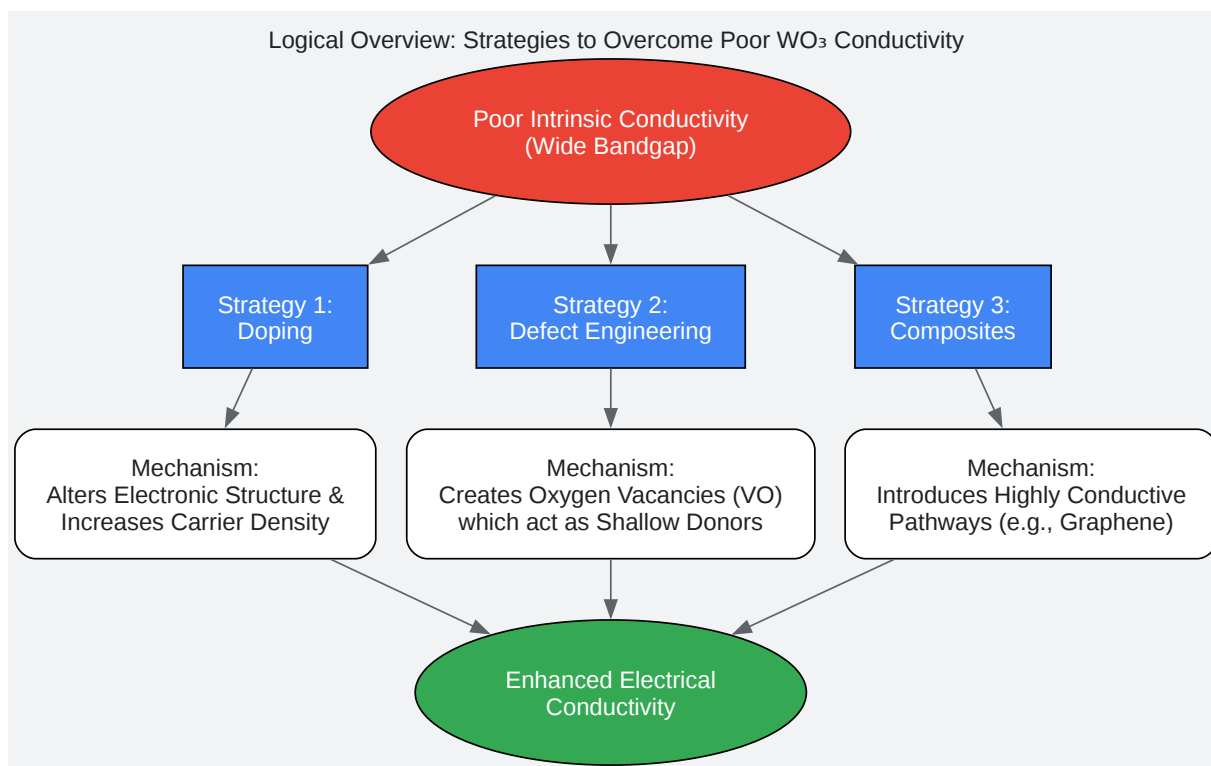 Logical Overview: Strategies to Overcome Poor WO₃ Conductivity
Poor Intrinsic Conductivity
(Wide Bandgap)
Strategy 1:
Doping
Strategy 2:
Defect Engineering
Strategy 3:
Composites
Mechanism:
Alters Electronic Structure &
Increases Carrier Density
Mechanism:
Creates Oxygen Vacancies (VO)
which act as Shallow Donors
Mechanism:
Introduces Highly Conductive
Pathways (e.g., Graphene)
Enhanced Electrical
Conductivity